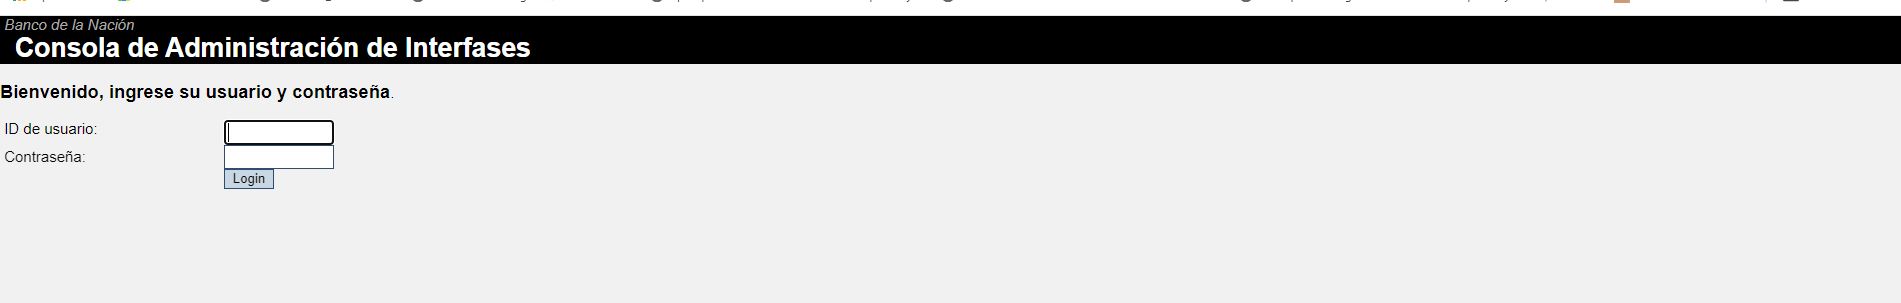 Banco de la Nación
Consola de Administración de Interfases
Bienvenido, ingrese su usuario y contraseña.
ID de usuario:
Contraseña:
Login